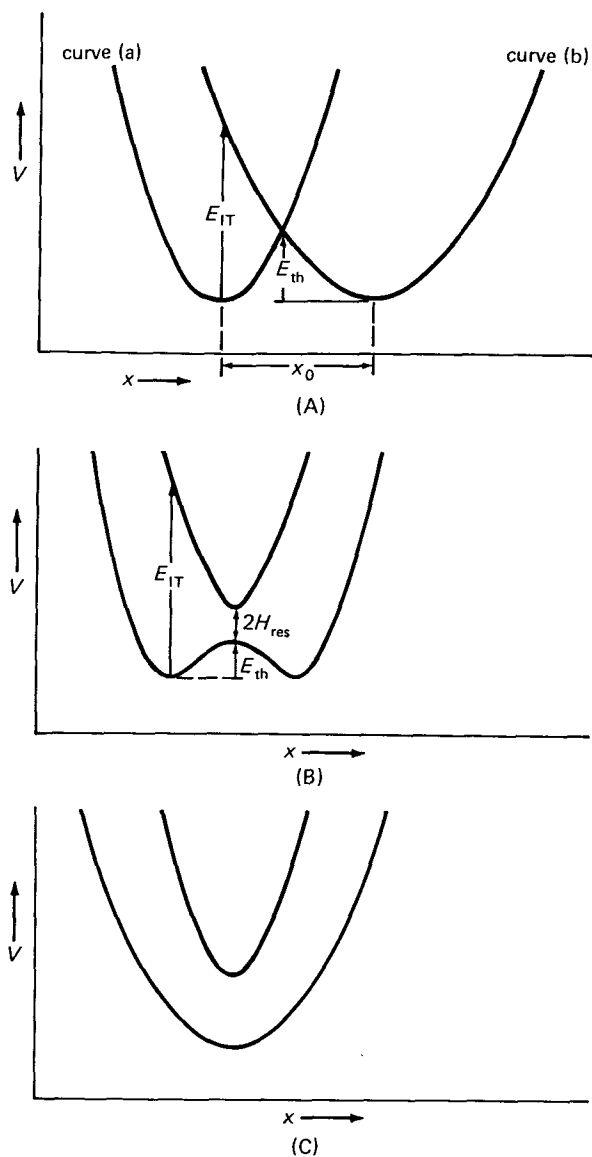 curve (a)
curve (b)
V
E_IT
E_th
x_0
x
(A)
V
E_IT
2H_res
E_th
x
(B)
V
x
(C)